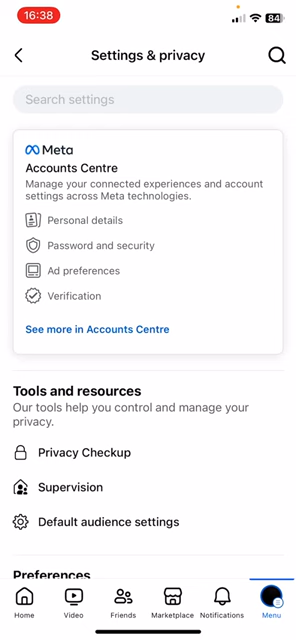 16:38
84
Settings & privacy
Search settings
Meta
Accounts Centre
Manage your connected experiences and account
settings across Meta technologies.
Personal details
Password and security
Ad preferences
Verification
See more in Accounts Centre
Tools and resources
Our tools help you control and manage your
privacy.
Privacy Checkup
Supervision
Default audience settings
Preferences
Home
Video
Friends
Marketplace
Notifications
Menu